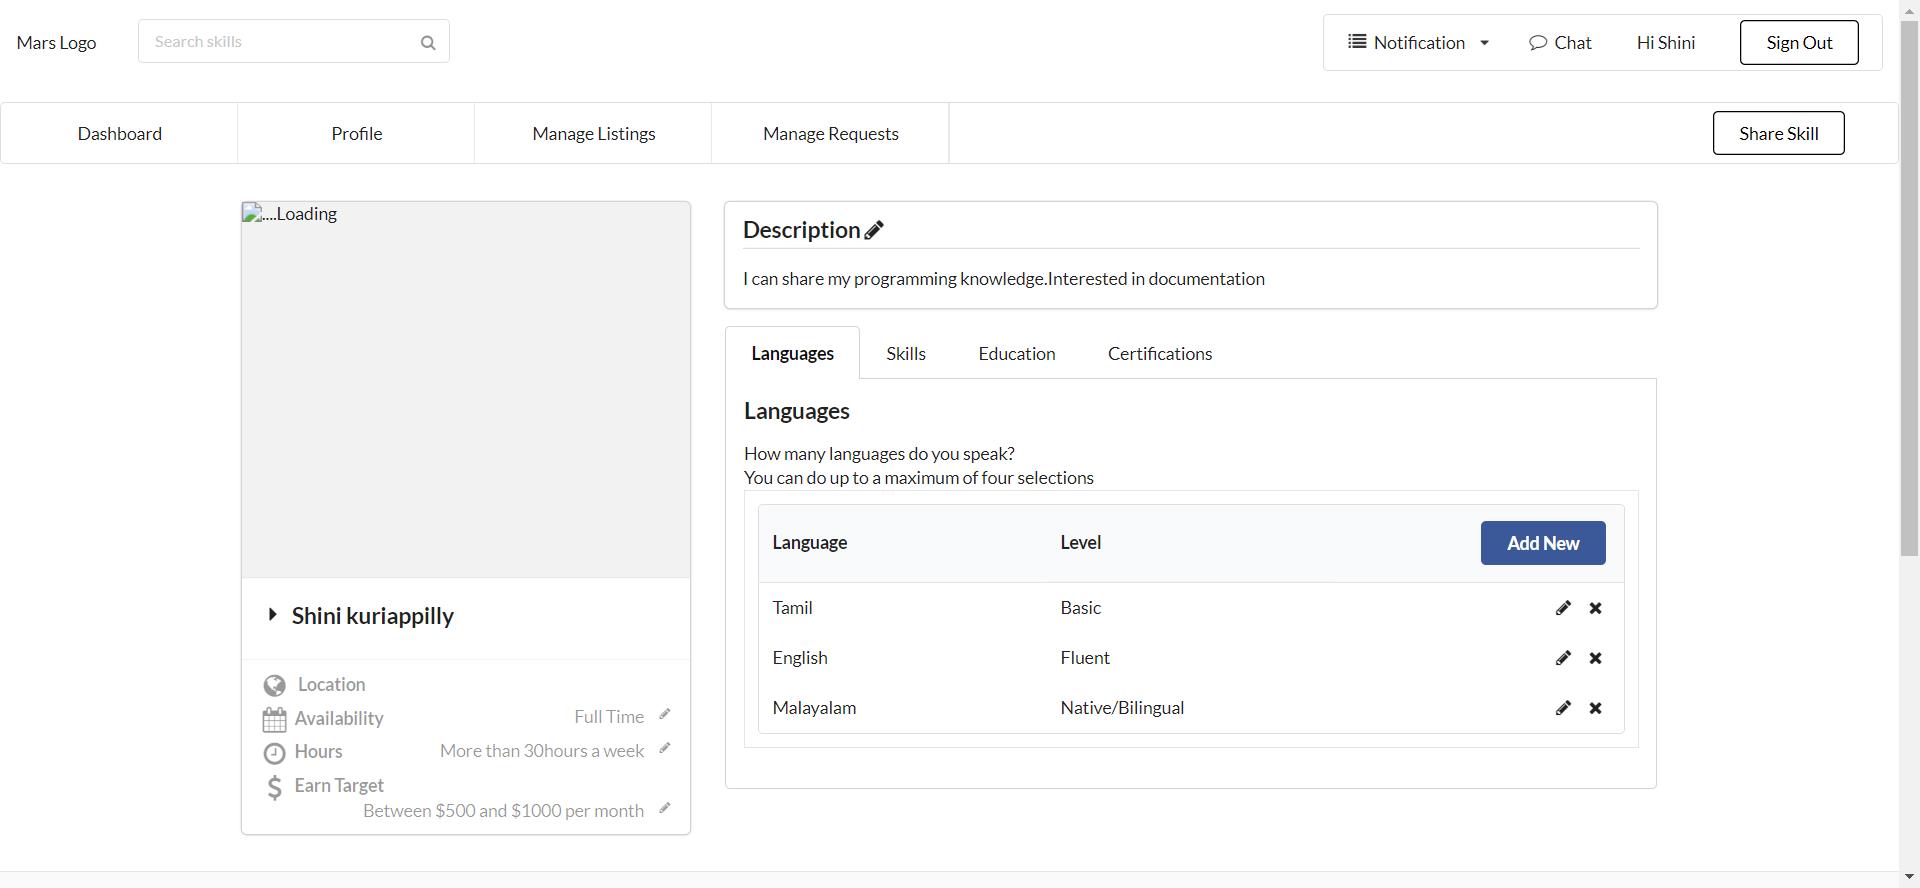 Mars Logo
Search skills
Notification
Chat
Hi Shini
Sign Out
Dashboard
Profile
Manage Listings
Manage Requests
Share Skill
....Loading
Shini kuriappilly
Location
Availability
Full Time
Hours
More than 30hours a week
Earn Target
Between $500 and $1000 per month
Description
I can share my programming knowledge.Interested in documentation
Languages
Skills
Education
Certifications
Languages
How many languages do you speak?
You can do up to a maximum of four selections
Language Level Add New
Tamil Basic
English Fluent
Malayalam Native/Bilingual